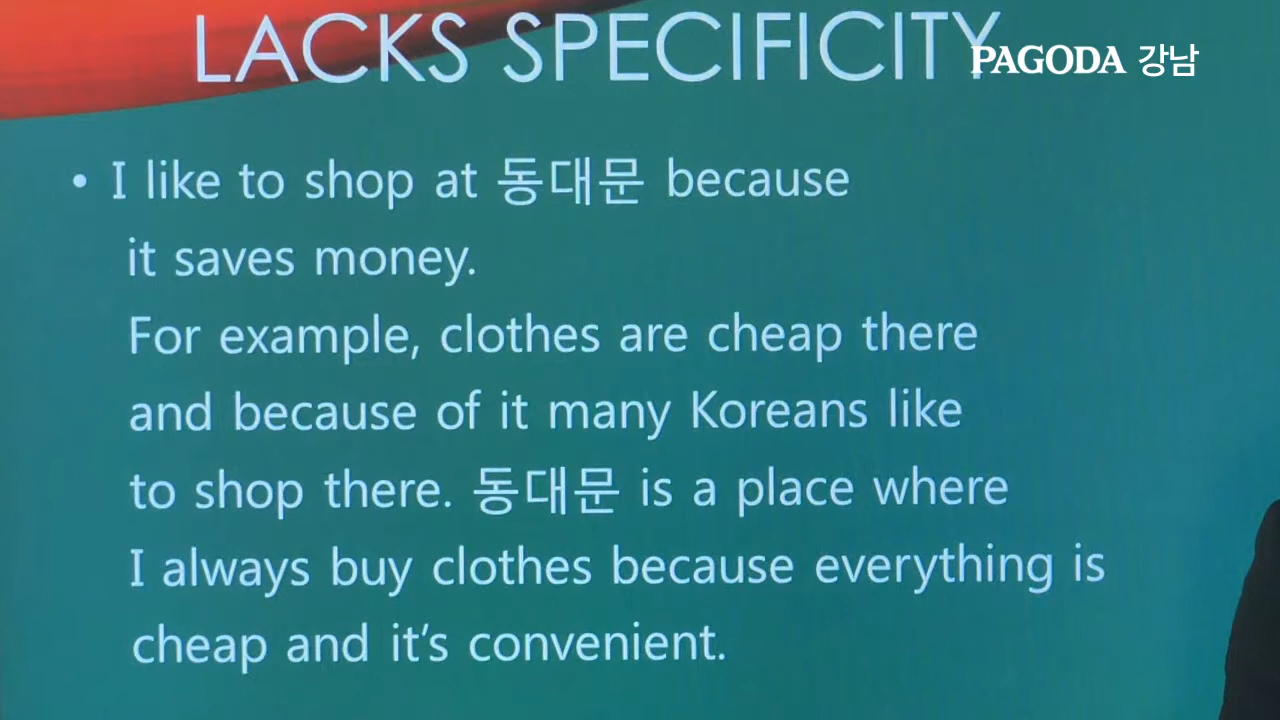 LACKS SPECIFICITY
PAGODA 강남
• I like to shop at 동대문 because
it saves money.
For example, clothes are cheap there
and because of it many Koreans like
to shop there. 동대문 is a place where
I always buy clothes because everything is
cheap and it's convenient.